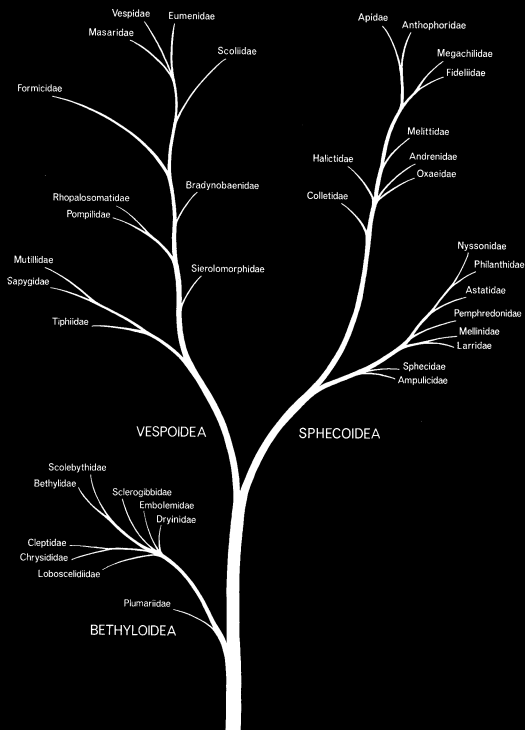 Vespidae
Eumenidae
Masaridae
Scoliidae
Formicidae
Bradynobaenidae
Rhopalosomatidae
Pompilidae
Mutillidae
Sierolomorphidae
Sapygidae
Tiphiidae
VESPOIDEA
Apidae
Anthophoridae
Megachilidae
Fideliidae
Melittidae
Halictidae
Andrenidae
Oxaeidae
Colletidae
Nyssonidae
Philanthidae
Astatidae
Pemphredonidae
Mellinidae
Larridae
Sphecidae
Ampulicidae
SPHECOIDEA
Scolebythidae
Bethylidae
Sclerogibbidae
Embolemidae
Dryinidae
Cleptidae
Chrysididae
Loboscelidiidae
Plumariidae
BETHYLOIDEA